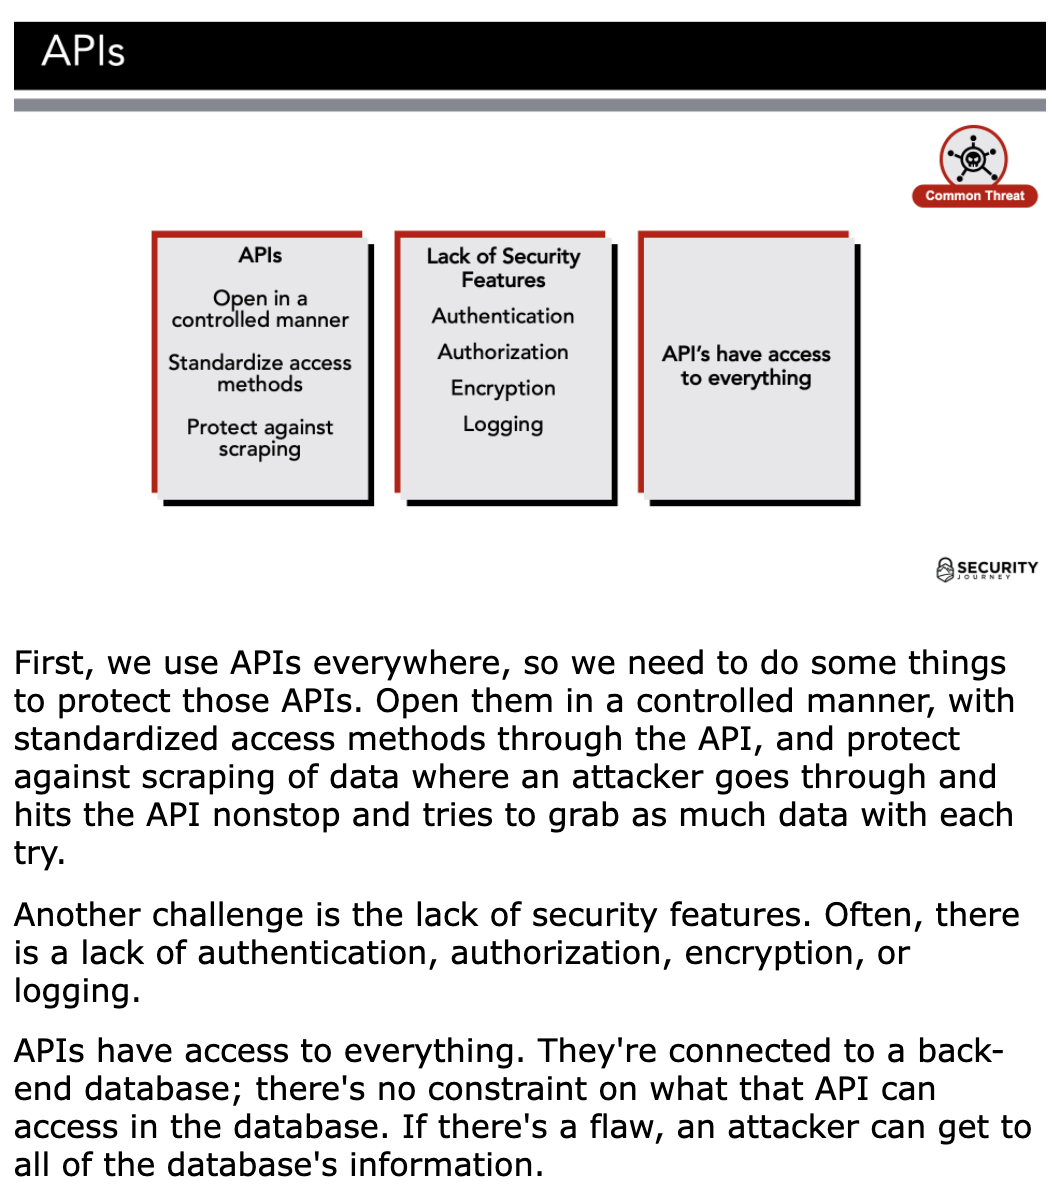 APIs
Common Threat
APIs
Open in a
controlled manner
Standardize access
methods
Protect against
scraping
Lack of Security
Features
Authentication
Authorization
Encryption
Logging
API's have access
to everything
SECURITY
JOURNEY
First, we use APIs everywhere, so we need to do some things
to protect those APIs. Open them in a controlled manner, with
standardized access methods through the API, and protect
against scraping of data where an attacker goes through and
hits the API nonstop and tries to grab as much data with each
try.
Another challenge is the lack of security features. Often, there
is a lack of authentication, authorization, encryption, or
logging.
APIs have access to everything. They're connected to a back-
end database; there's no constraint on what that API can
access in the database. If there's a flaw, an attacker can get to
all of the database's information.